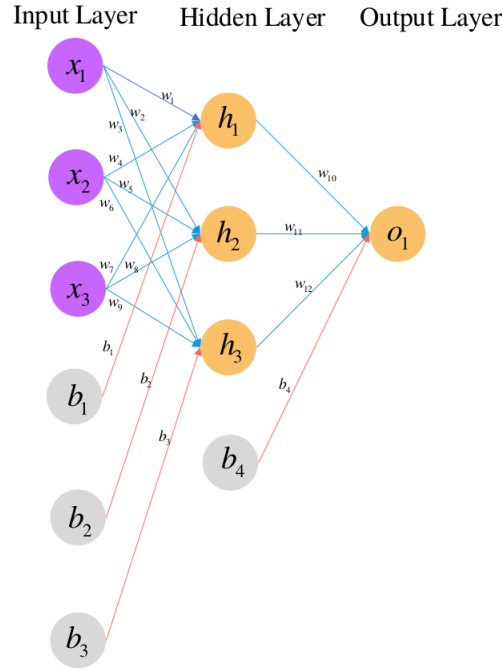 Input Layer Hidden Layer Output Layer
x₁
w₁
w₂
h₁
w₃
w₄
w₁₀
x₂
w₅
w₆
h₂
w₁₁
o₁
w₇
w₈
x₃
w₉
w₁₂
b₁
h₃
b₂
b₄
b₁
b₃
b₄
b₂
b₃